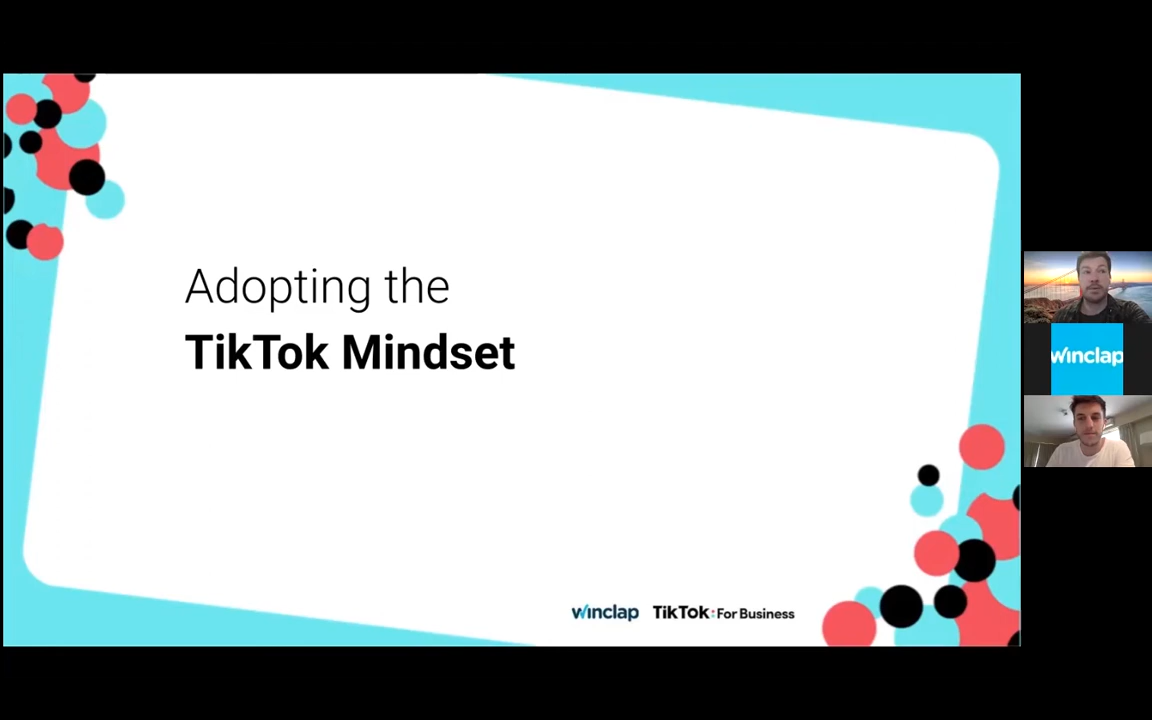 Adopting the
TikTok Mindset
winclap TikTok: For Business
winclap